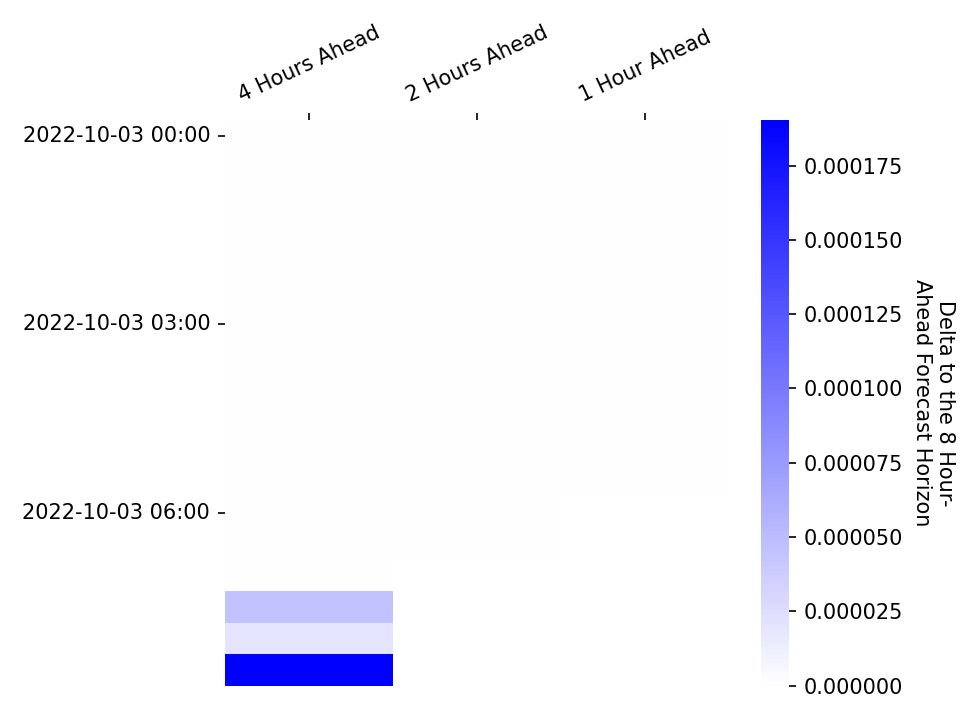 4 Hours Ahead
2 Hours Ahead
1 Hour Ahead
2022-10-03 00:00
2022-10-03 03:00
2022-10-03 06:00
0.000175
0.000150
0.000125
0.000100
0.000075
0.000050
0.000025
0.000000
Delta to the 8 Hour-
Ahead Forecast Horizon